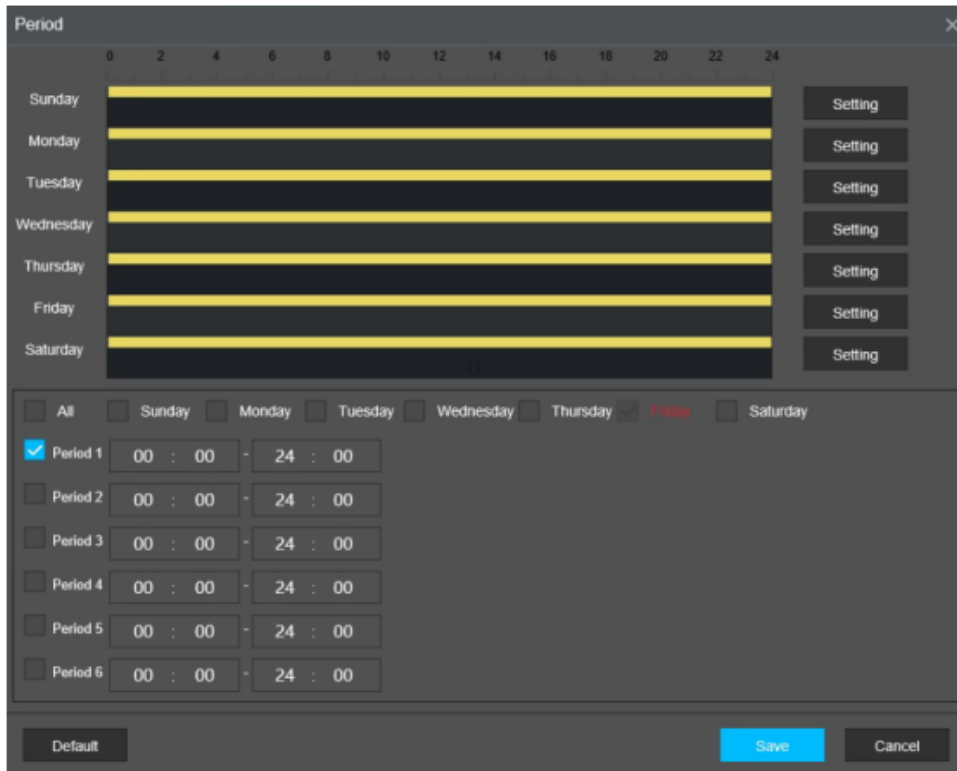 Period
0 2 4 6 8 10 12 14 16 18 20 22 24
Sunday Setting
Monday Setting
Tuesday Setting
Wednesday Setting
Thursday Setting
Friday Setting
Saturday Setting
All Sunday Monday Tuesday Wednesday Thursday Friday Saturday
Period 1 00 : 00 - 24 : 00
Period 2 00 : 00 - 24 : 00
Period 3 00 : 00 - 24 : 00
Period 4 00 : 00 - 24 : 00
Period 5 00 : 00 - 24 : 00
Period 6 00 : 00 - 24 : 00
Default Save Cancel